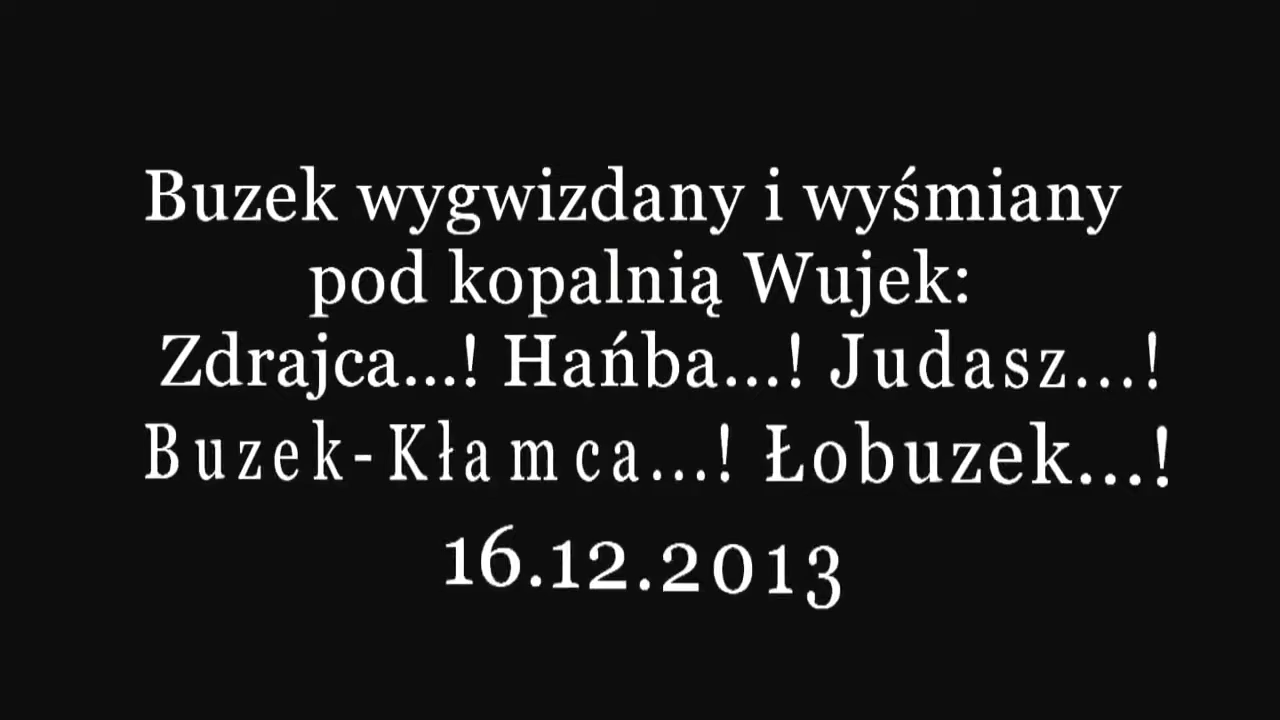 Buzek wygwizdany i wyśmiany
pod kopalnią Wujek:
Zdrajca...! Hańba...! Judasz...!
Buzek-Kłamca...! Łobuzek...!
16.12.2013